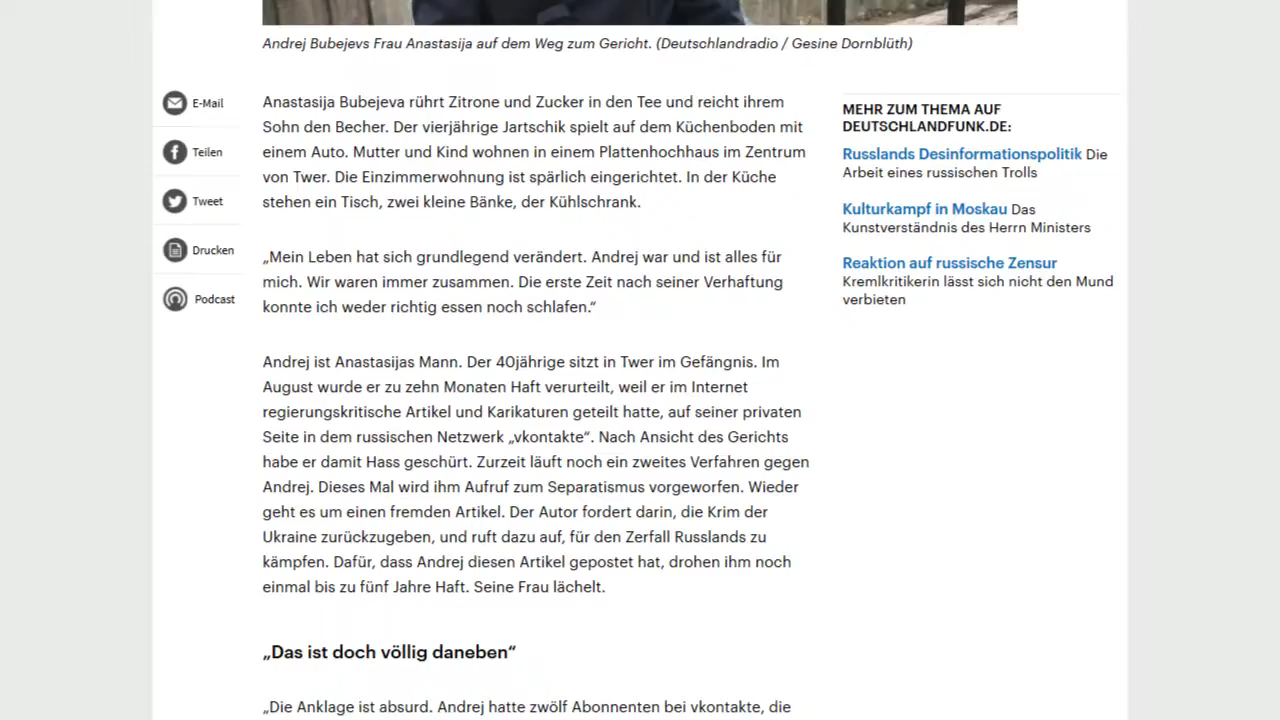 Andrej Bubejevs Frau Anastasija auf dem Weg zum Gericht. (Deutschlandradio / Gesine Dornblüth)
E-Mail
Teilen
Tweet
Drucken
Podcast
Anastasija Bubejeva rührt Zitrone und Zucker in den Tee und reicht ihrem
Sohn den Becher. Der vierjährige Jartschik spielt auf dem Küchenboden mit
einem Auto. Mutter und Kind wohnen in einem Plattenhochhaus im Zentrum
von Twer. Die Einzimmerwohnung ist spärlich eingerichtet. In der Küche
stehen ein Tisch, zwei kleine Bänke, der Kühlschrank.
„Mein Leben hat sich grundlegend verändert. Andrej war und ist alles für
mich. Wir waren immer zusammen. Die erste Zeit nach seiner Verhaftung
konnte ich weder richtig essen noch schlafen.“
Andrej ist Anastasijas Mann. Der 40jährige sitzt in Twer im Gefängnis. Im
August wurde er zu zehn Monaten Haft verurteilt, weil er im Internet
regierungskritische Artikel und Karikaturen geteilt hatte, auf seiner privaten
Seite in dem russischen Netzwerk „vkontakte“. Nach Ansicht des Gerichts
habe er damit Hass geschürt. Zurzeit läuft noch ein zweites Verfahren gegen
Andrej. Dieses Mal wird ihm Aufruf zum Separatismus vorgeworfen. Wieder
geht es um einen fremden Artikel. Der Autor fordert darin, die Krim der
Ukraine zurückzugeben, und ruft dazu auf, für den Zerfall Russlands zu
kämpfen. Dafür, dass Andrej diesen Artikel gepostet hat, drohen ihm noch
einmal bis zu fünf Jahre Haft. Seine Frau lächelt.
„Das ist doch völlig daneben“
„Die Anklage ist absurd. Andrej hatte zwölf Abonnenten bei vkontakte, die
MEHR ZUM THEMA AUF
DEUTSCHLANDFUNK.DE:
Russlands Desinformationspolitik Die
Arbeit eines russischen Trolls
Kulturkampf in Moskau Das
Kunstverständnis des Herrn Ministers
Reaktion auf russische Zensur
Kremlkritikerin lässt sich nicht den Mund
verbieten